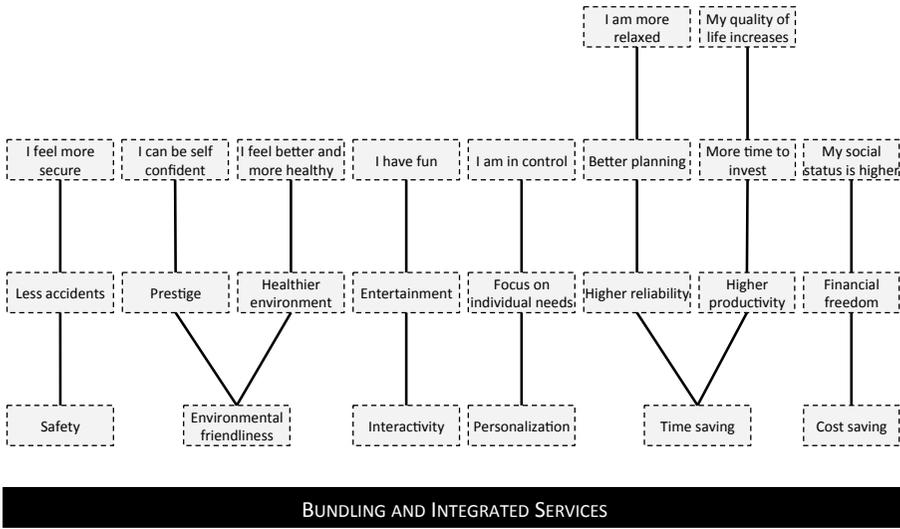 I am more
relaxed
My quality of
life increases
I feel more
secure
I can be self
confident
I feel better and
more healthy
I have fun
I am in control
Better planning
More time to
invest
My social
status is higher
Less accidents
Prestige
Healthier
environment
Entertainment
Focus on
individual needs
Higher reliability
Higher
productivity
Financial
freedom
Safety
Environmental
friendliness
Interactivity
Personalization
Time saving
Cost saving
BUNDLING AND INTEGRATED SERVICES